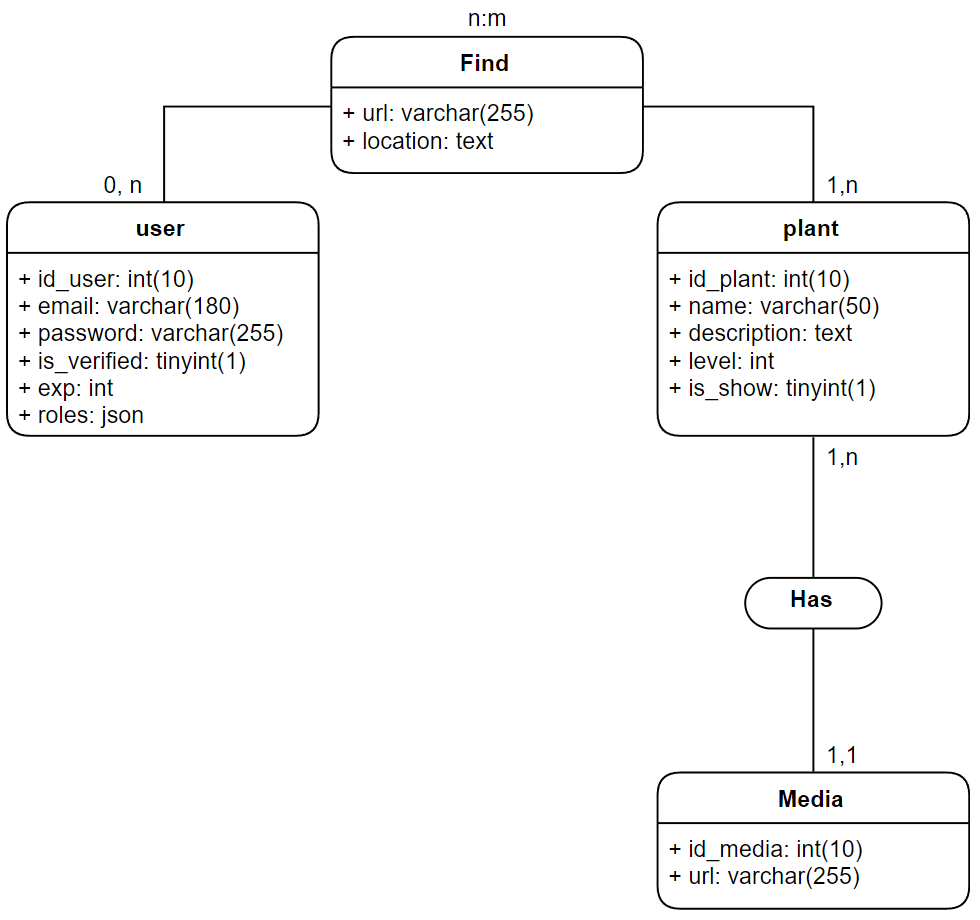 n:m
Find
+ url: varchar(255)
+ location: text
0, n
1,n
user
+ id_user: int(10)
+ email: varchar(180)
+ password: varchar(255)
+ is_verified: tinyint(1)
+ exp: int
+ roles: json
plant
+ id_plant: int(10)
+ name: varchar(50)
+ description: text
+ level: int
+ is_show: tinyint(1)
1,n
Has
1,1
Media
+ id_media: int(10)
+ url: varchar(255)